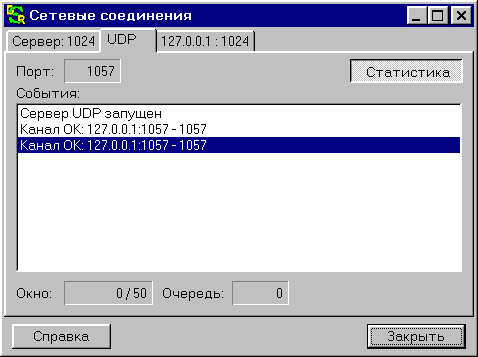 Сетевые соединения
Сервер: 1024 UDP 127.0.0.1 : 1024
Порт: 1057 Статистика
События:
Сервер UDP запущен
Канал ОК: 127.0.0.1:1057 - 1057
Канал ОК: 127.0.0.1:1057 - 1057
Окно: 0 / 50 Очередь: 0
Справка Закрыть